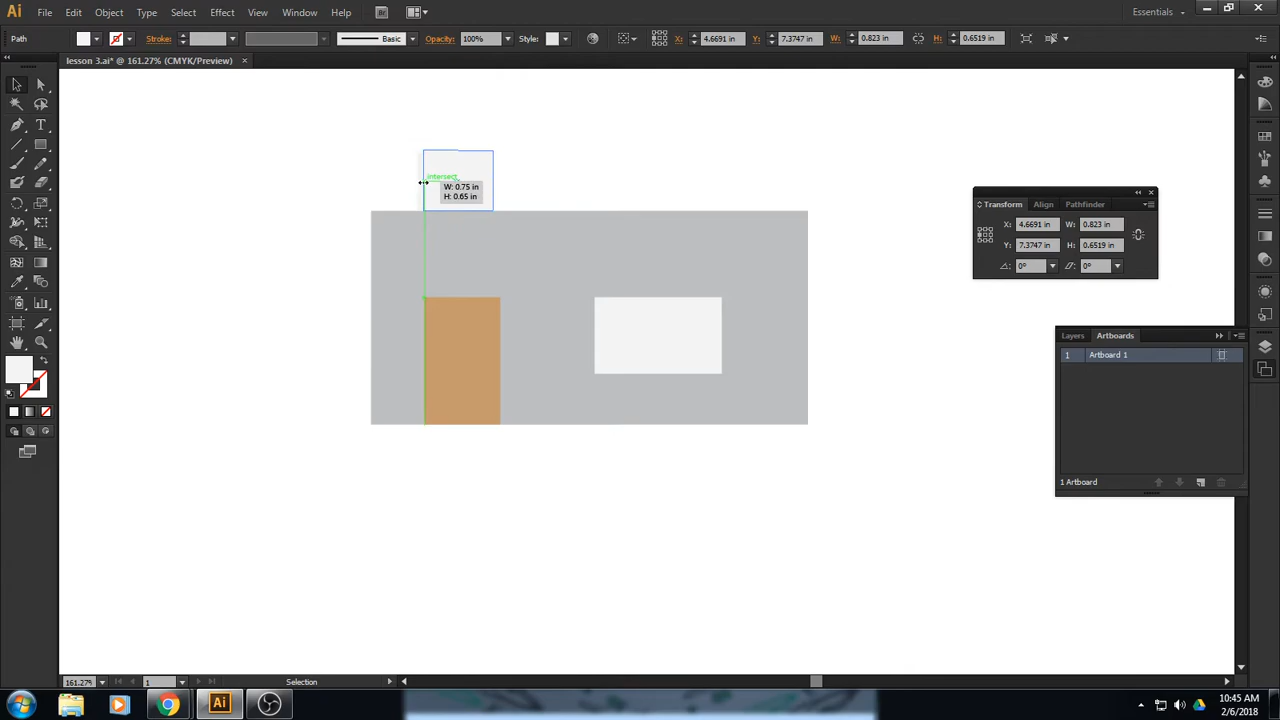 Ai File Edit Object Type Select Effect View Window Help Br Essentials
Path Stroke: Basic Opacity: 100% Style: X: 4.6691 in Y: 7.3747 in W: 0.823 in H: 0.6519 in
lesson 3.ai* @ 161.27% (CMYK/Preview)
intersect
W: 0.75 in
H: 0.65 in
Transform Align Pathfinder
X: 4.6691 in W: 0.823 in
Y: 7.3747 in H: 0.6519 in
0° 0°
Layers Artboards
1 Artboard 1
1 Artboard
161.27% 1 Selection
Ai
10:45 AM
2/6/2018